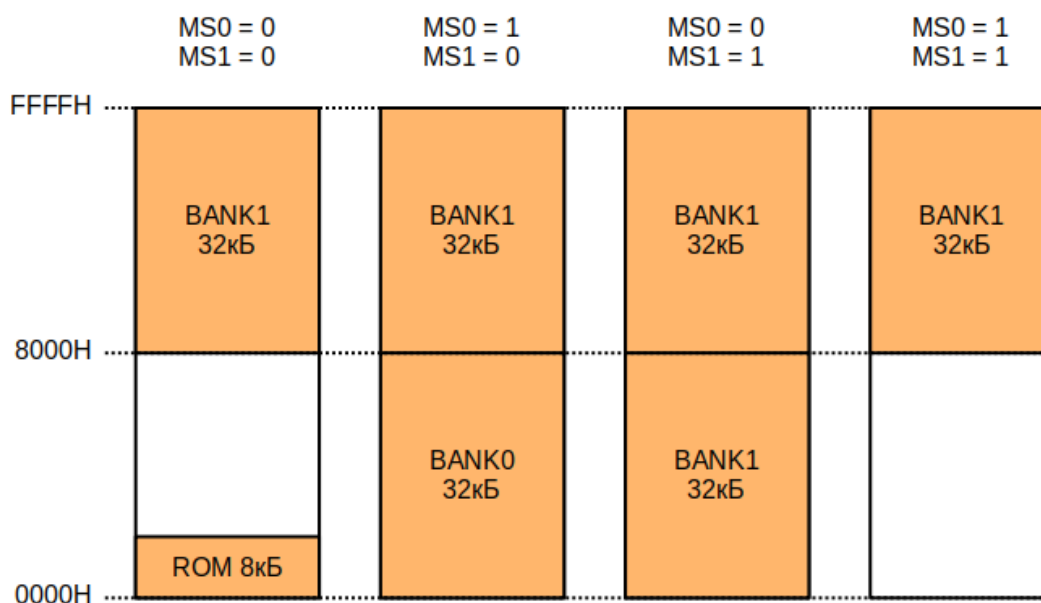 MS0 = 0
MS1 = 0
MS0 = 1
MS1 = 0
MS0 = 0
MS1 = 1
MS0 = 1
MS1 = 1
FFFFH
BANK1
32кБ
BANK1
32кБ
BANK1
32кБ
BANK1
32кБ
8000H
BANK0
32кБ
BANK1
32кБ
ROM 8кБ
0000H